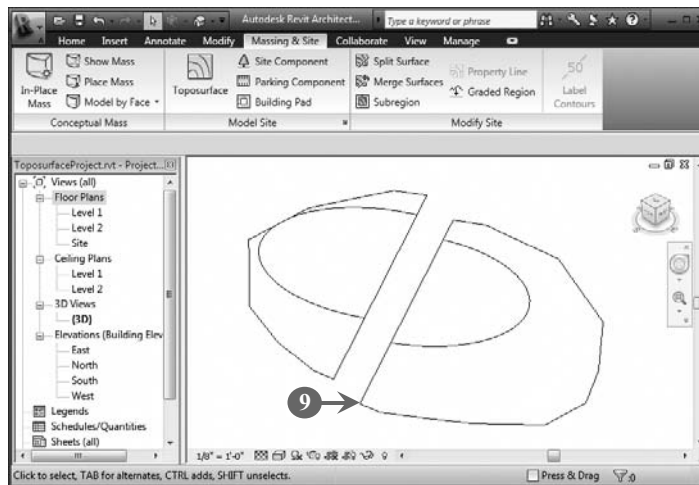 Autodesk Revit Architect...
Type a keyword or phrase
Home Insert Annotate Modify Massing & Site Collaborate View Manage
In-Place Mass
Show Mass
Place Mass
Model by Face
Conceptual Mass
Toposurface
Site Component
Parking Component
Building Pad
Model Site
Split Surface
Merge Surfaces
Subregion
Property Line
Graded Region
50
Label Contours
Modify Site
ToposurfaceProject.rvt - Project...
Views (all)
Floor Plans
Level 1
Level 2
Site
Ceiling Plans
Level 1
Level 2
3D Views
(3D)
Elevations (Building Elev
East
North
South
West
Legends
Schedules/Quantities
Sheets (all)
9
1/8" = 1'-0"
Click to select, TAB for alternates, CTRL adds, SHIFT unselects.
Press & Drag
:0